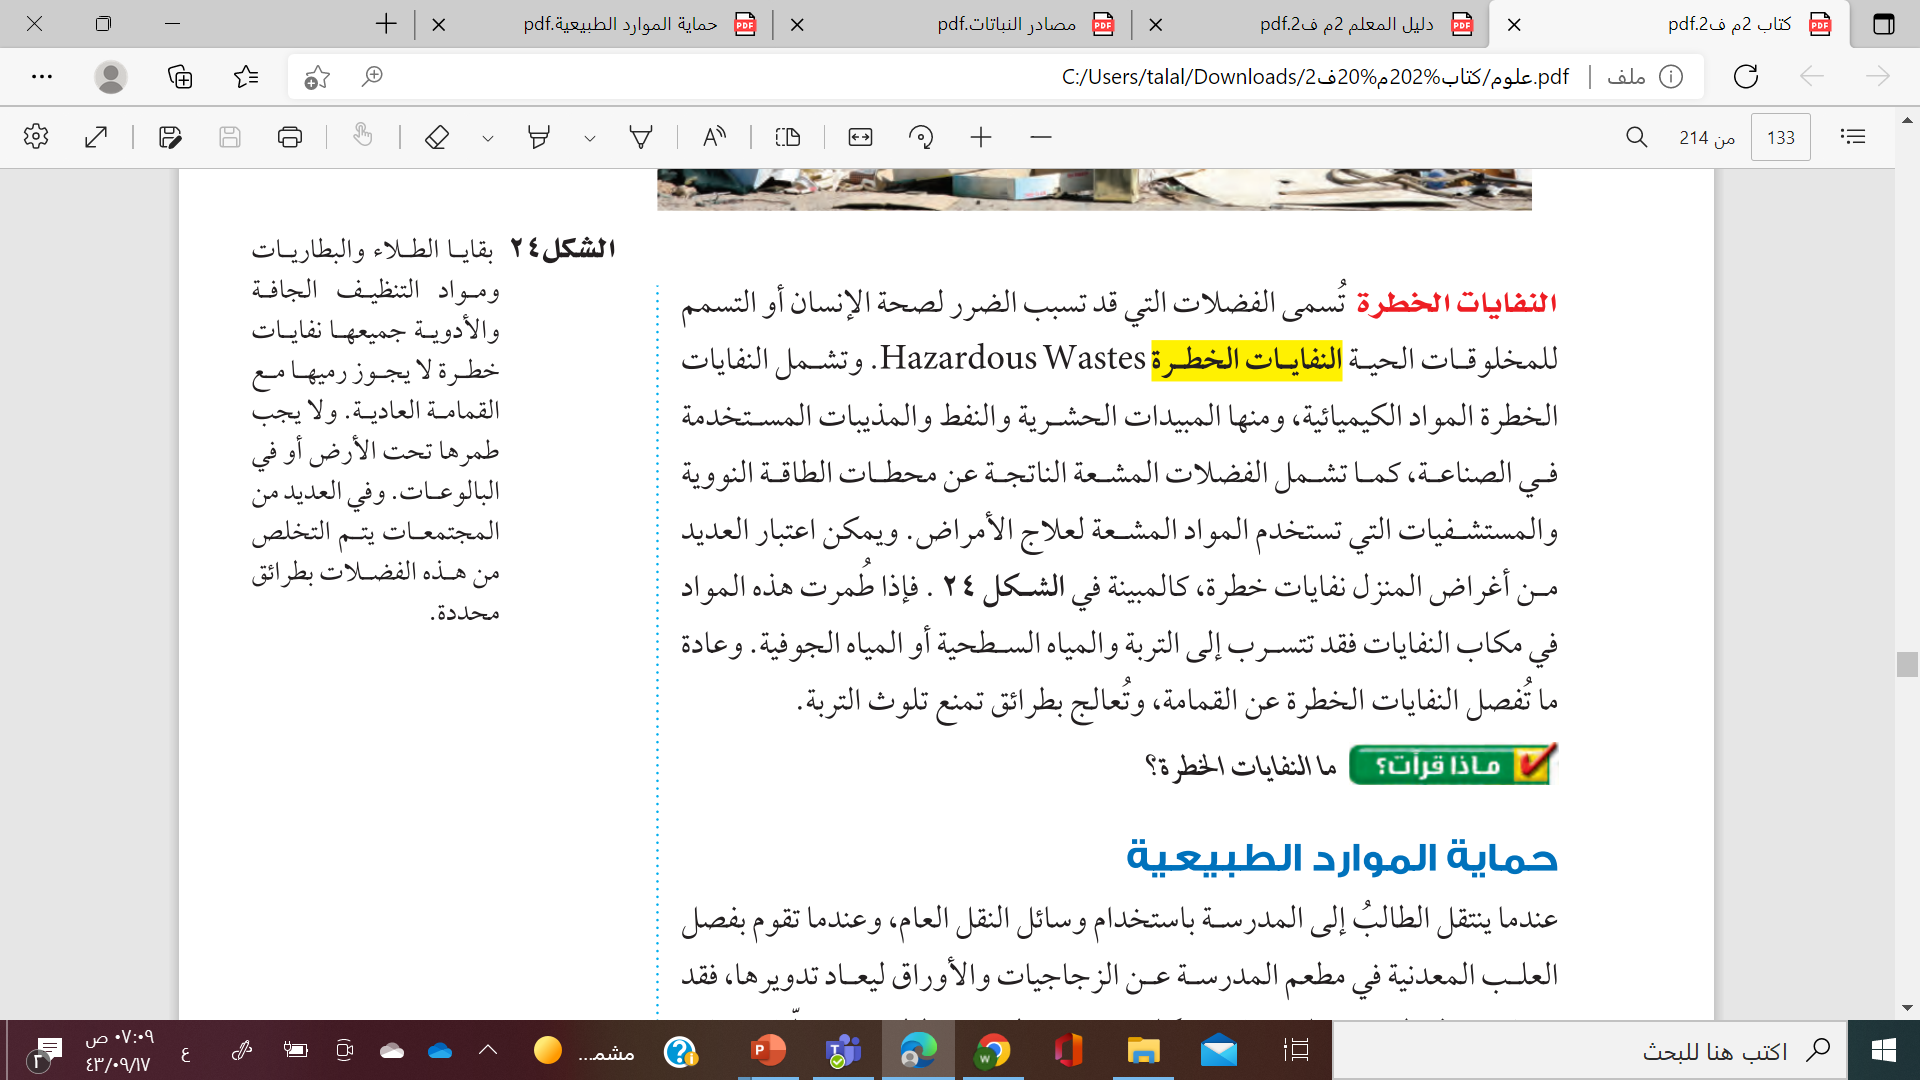 كتاب 2م ف2.pdf
دليل المعلم 2م ف2.pdf
مصادر النباتات.pdf
حماية الموارد الطبيعية.pdf
ملف
C:/Users/talal/Downloads/علوم/كتاب%202م%20ف2.pdf
133
من 214
النفايات الخطرة تُسمى الفضلات التي قد تسبب الضرر لصحة الإنسان أو التسمم
للمخلوقات الحية النفايات الخطرة Hazardous Wastes. وتشمل النفايات
الخطرة المواد الكيميائية، ومنها المبيدات الحشرية والنفط والمذيبات المستخدمة
في الصناعة، كما تشمل الفضلات المشعة الناتجة عن محطات الطاقة النووية
والمستشفيات التي تستخدم المواد المشعة لعلاج الأمراض. ويمكن اعتبار العديد
من أغراض المنزل نفايات خطرة، كالمبينة في الشكل ٢٤ . فإذا طُمرت هذه المواد
في مكاب النفايات فقد تتسرب إلى التربة والمياه السطحية أو المياه الجوفية. وعادة
ما تُفصل النفايات الخطرة عن القمامة، وتُعالج بطرائق تمنع تلوث التربة.
ماذا قرأت؟ ما النفايات الخطرة؟
حماية الموارد الطبيعية
عندما ينتقل الطالبُ إلى المدرسة باستخدام وسائل النقل العام، وعندما تقوم بفصل
العلب المعدنية في مطعم المدرسة عن الزجاجيات والأوراق ليعاد تدويرها، فقد
الشكل ٢٤ بقايا الطلاء والبطاريات
ومواد التنظيف الجافة
والأدوية جميعها نفايات
خطرة لا يجوز رميها مع
القمامة العادية. ولا يجب
طمرها تحت الأرض أو في
البالوعات. وفي العديد من
المجتمعات يتم التخلص
من هذه الفضلات بطرائق
محددة.
اكتب هنا للبحث
مشم...
ع
٠٧:٠٩ ص
٤٣/٠٩/١٧
٣